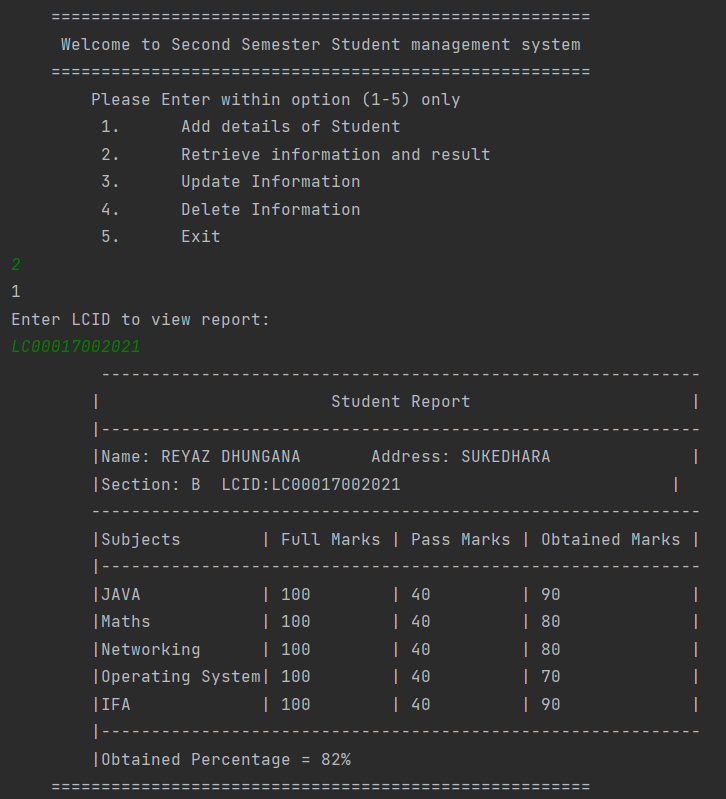 ======================================================
Welcome to Second Semester Student management system
======================================================
Please Enter within option (1-5) only
1.      Add details of Student
2.      Retrieve information and result
3.      Update Information
4.      Delete Information
5.      Exit
2
1
Enter LCID to view report:
LC00017002021
------------------------------------------------------------
|                       Student Report                      |
|------------------------------------------------------------
|Name: REYAZ DHUNGANA       Address: SUKEDHARA              |
|Section: B  LCID:LC00017002021                           |
-------------------------------------------------------------
|Subjects        | Full Marks | Pass Marks | Obtained Marks |
|------------------------------------------------------------
|JAVA            | 100        | 40         | 90             |
|Maths           | 100        | 40         | 80             |
|Networking      | 100        | 40         | 80             |
|Operating System| 100        | 40         | 70             |
|IFA             | 100        | 40         | 90             |
|------------------------------------------------------------
|Obtained Percentage = 82%
======================================================